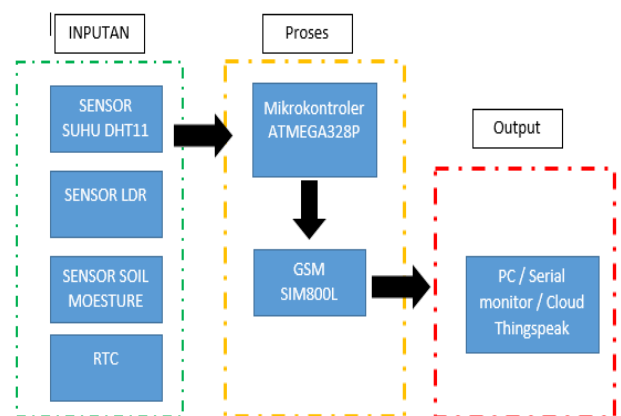 INPUTAN
SENSOR
SUHU DHT11
SENSOR LDR
SENSOR SOIL
MOESTURE
RTC
Proses
Mikrokontroler
ATMEGA328P
GSM
SIM800L
Output
PC / Serial
monitor / Cloud
Thingspeak